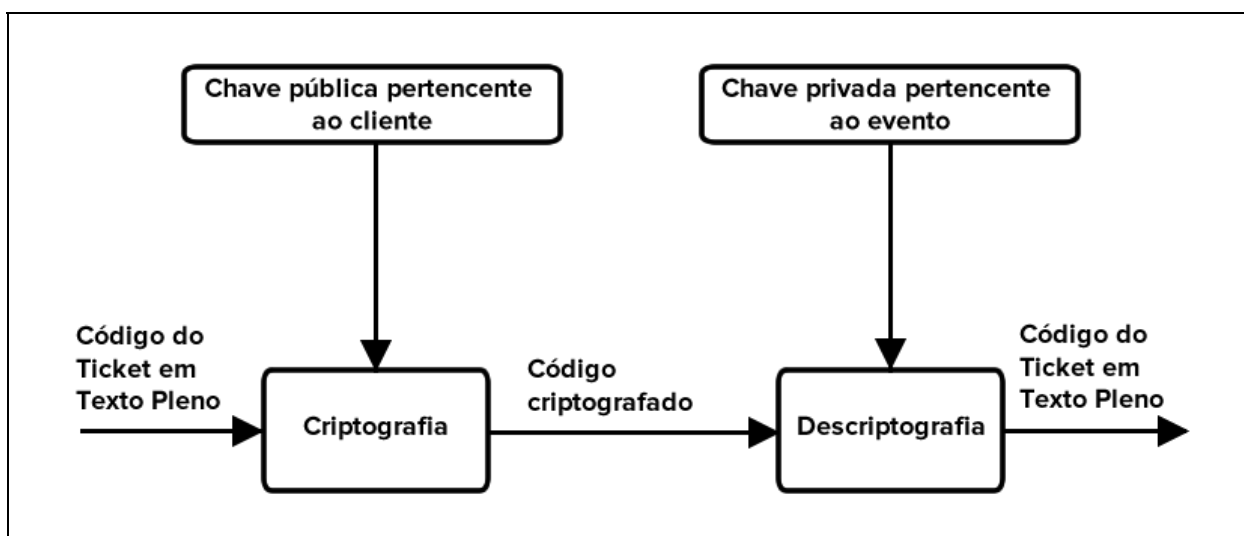 Chave pública pertencente
ao cliente
Chave privada pertencente
ao evento
Código do
Ticket em
Texto Pleno
Criptografia
Código
criptografado
Descriptografia
Código do
Ticket em
Texto Pleno